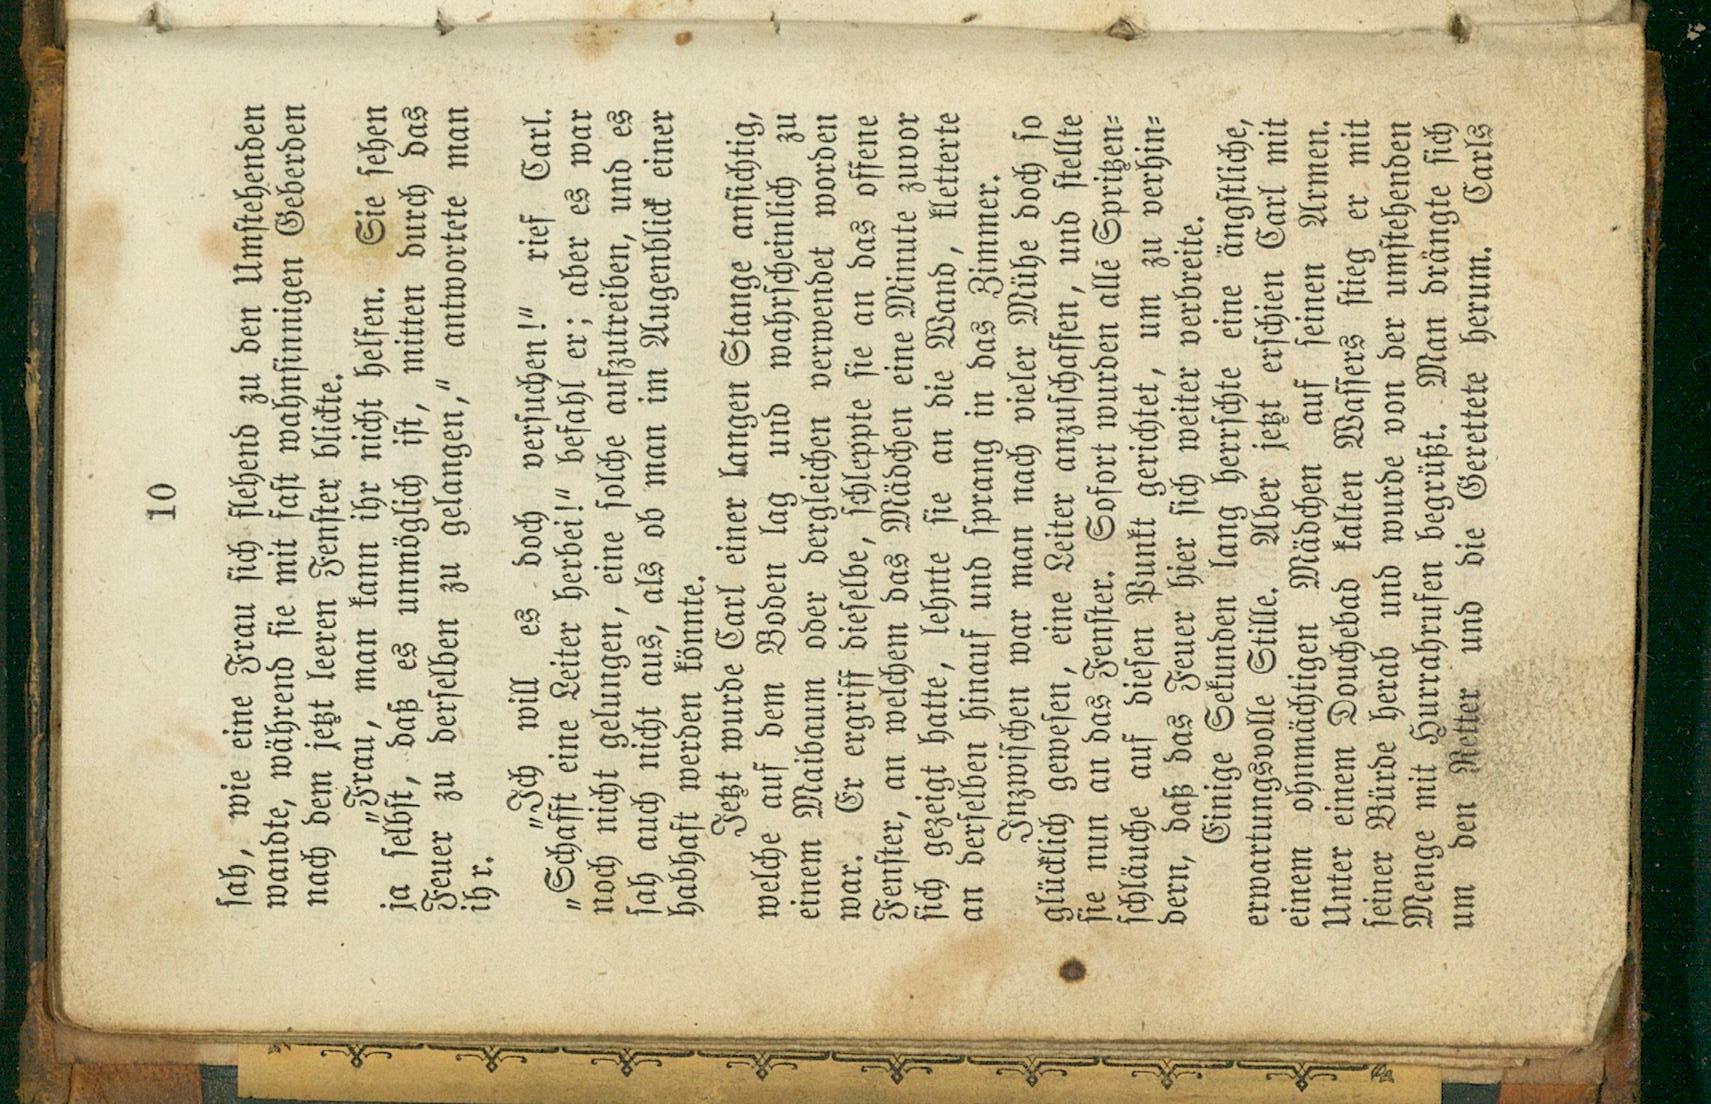 10
ſah, wie eine Frau ſich flehend zu den Umſtehenden
wandte, während ſie mit faſt wahnſinnigen Geberden
nach dem jetzt leeren Fenſter blickte.
„Frau, man kann ihr nicht helfen. Sie ſehen
ja ſelbſt, daß es unmöglich iſt, mitten durch das
Feuer zu derſelben zu gelangen,“ antwortete man
ihr.
„Ich will es doch verſuchen!“ rief Carl.
„Schafft eine Leiter herbei!“ befahl er; aber es war
noch nicht gelungen, eine ſolche aufzutreiben, und es
ſah auch nicht aus, als ob man im Augenblick einer
habhaft werden könnte.
Jetzt wurde Carl einer langen Stange anſichtig,
welche auf dem Boden lag und wahrſcheinlich zu
einem Maibaum oder dergleichen verwendet worden
war. Er ergriff dieſelbe, ſchleppte ſie an das offene
Fenſter, an welchem das Mädchen eine Minute zuvor
ſich gezeigt hatte, lehnte ſie an die Wand, kletterte
an derſelben hinauf und ſprang in das Zimmer.
Inzwiſchen war man nach vieler Mühe doch ſo
glücklich geweſen, eine Leiter anzuſchaffen, und ſtellte
ſie nun an das Fenſter. Sofort wurden alle Spritzen⸗
ſchläuche auf dieſen Punkt gerichtet, um zu verhin⸗
dern, daß das Feuer hier ſich weiter verbreite.
Einige Sekunden lang herrſchte eine ängſtliche,
erwartungsvolle Stille. Aber jetzt erſchien Carl mit
einem ohnmächtigen Mädchen auf ſeinen Armen.
Unter einem Douchebad kalten Waſſers ſtieg er mit
ſeiner Bürde herab und wurde von der umſtehenden
Menge mit Hurrahrufen begrüßt. Man drängte ſich
um den Retter und die Gerettete herum. Carls